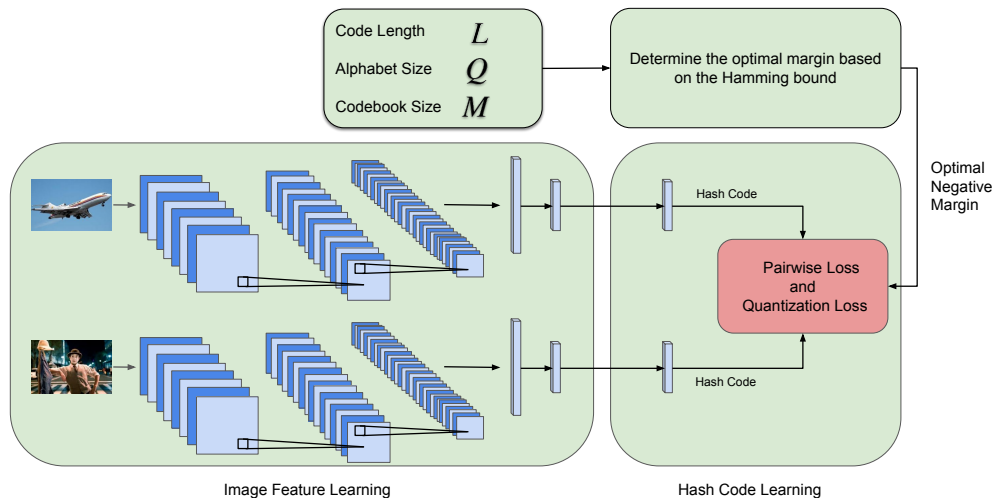 Code Length L
Alphabet Size Q
Codebook Size M
Determine the optimal margin based
on the Hamming bound
Optimal
Negative
Margin
Hash Code
Pairwise Loss
and
Quantization Loss
Hash Code
Image Feature Learning
Hash Code Learning